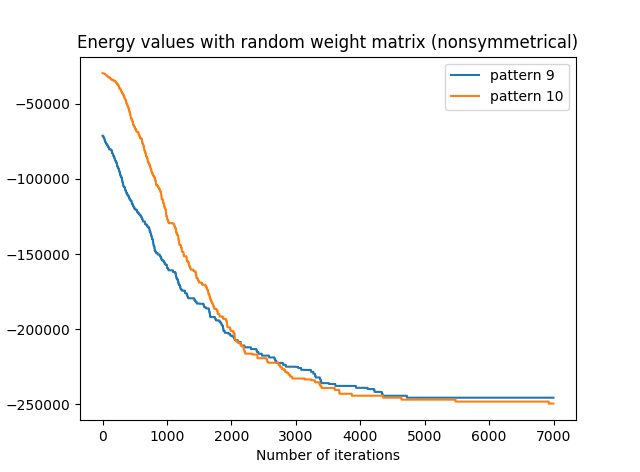 Energy values with random weight matrix (nonsymmetrical)
pattern 9
pattern 10
−50000
−100000
−150000
−200000
−250000
0 1000 2000 3000 4000 5000 6000 7000
Number of iterations